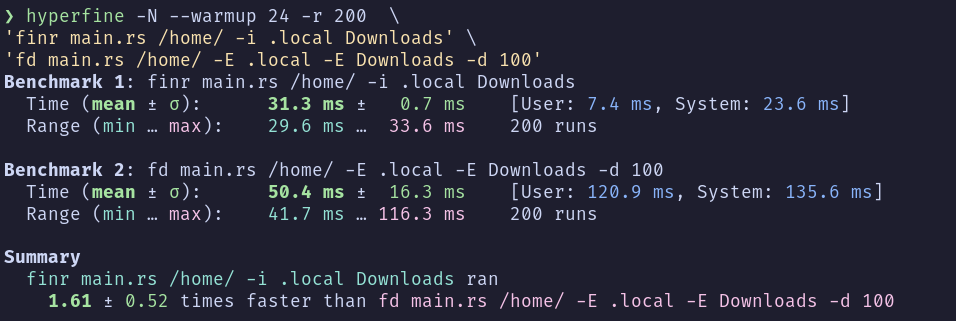 ❯ hyperfine -N --warmup 24 -r 200  \
'finr main.rs /home/ -i .local Downloads' \
'fd main.rs /home/ -E .local -E Downloads -d 100'
Benchmark 1: finr main.rs /home/ -i .local Downloads
  Time (mean ± σ):      31.3 ms ±   0.7 ms    [User: 7.4 ms, System: 23.6 ms]
  Range (min … max):    29.6 ms …  33.6 ms    200 runs

Benchmark 2: fd main.rs /home/ -E .local -E Downloads -d 100
  Time (mean ± σ):      50.4 ms ±  16.3 ms    [User: 120.9 ms, System: 135.6 ms]
  Range (min … max):    41.7 ms … 116.3 ms    200 runs

Summary
  finr main.rs /home/ -i .local Downloads ran
    1.61 ± 0.52 times faster than fd main.rs /home/ -E .local -E Downloads -d 100